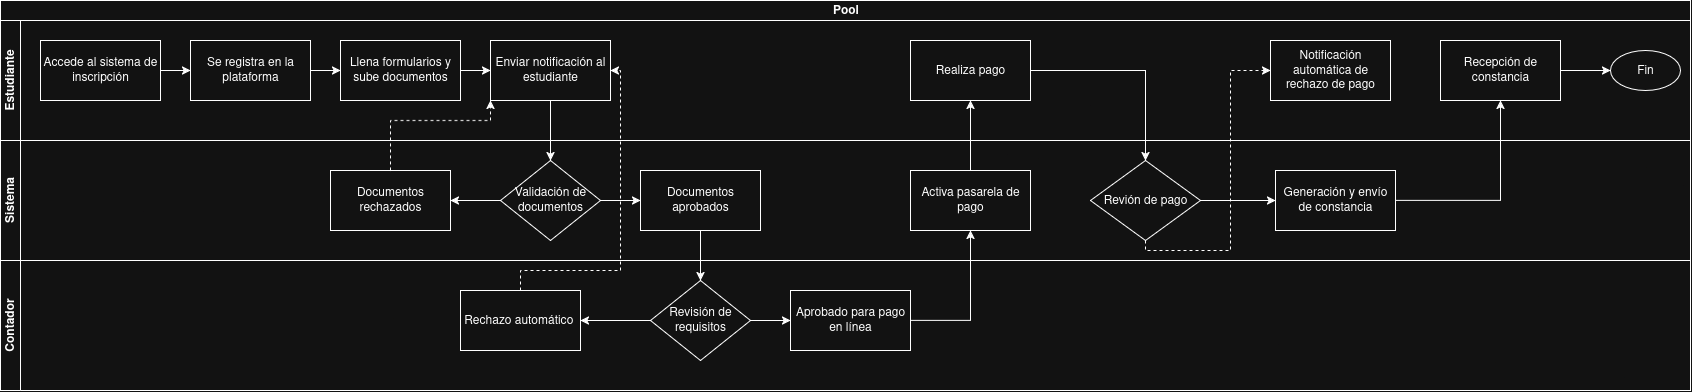 Pool
Estudiante
Accede al sistema de
inscripción
Se registra en la
plataforma
Llena formularios y
sube documentos
Enviar notificación al
estudiante
Realiza pago
Notificación
automática de
rechazo de pago
Recepción de
constancia
Fin
Sistema
Documentos
rechazados
Validación de
documentos
Documentos
aprobados
Activa pasarela de
pago
Revión de pago
Generación y envío
de constancia
Contador
Rechazo automático
Revisión de
requisitos
Aprobado para pago
en línea